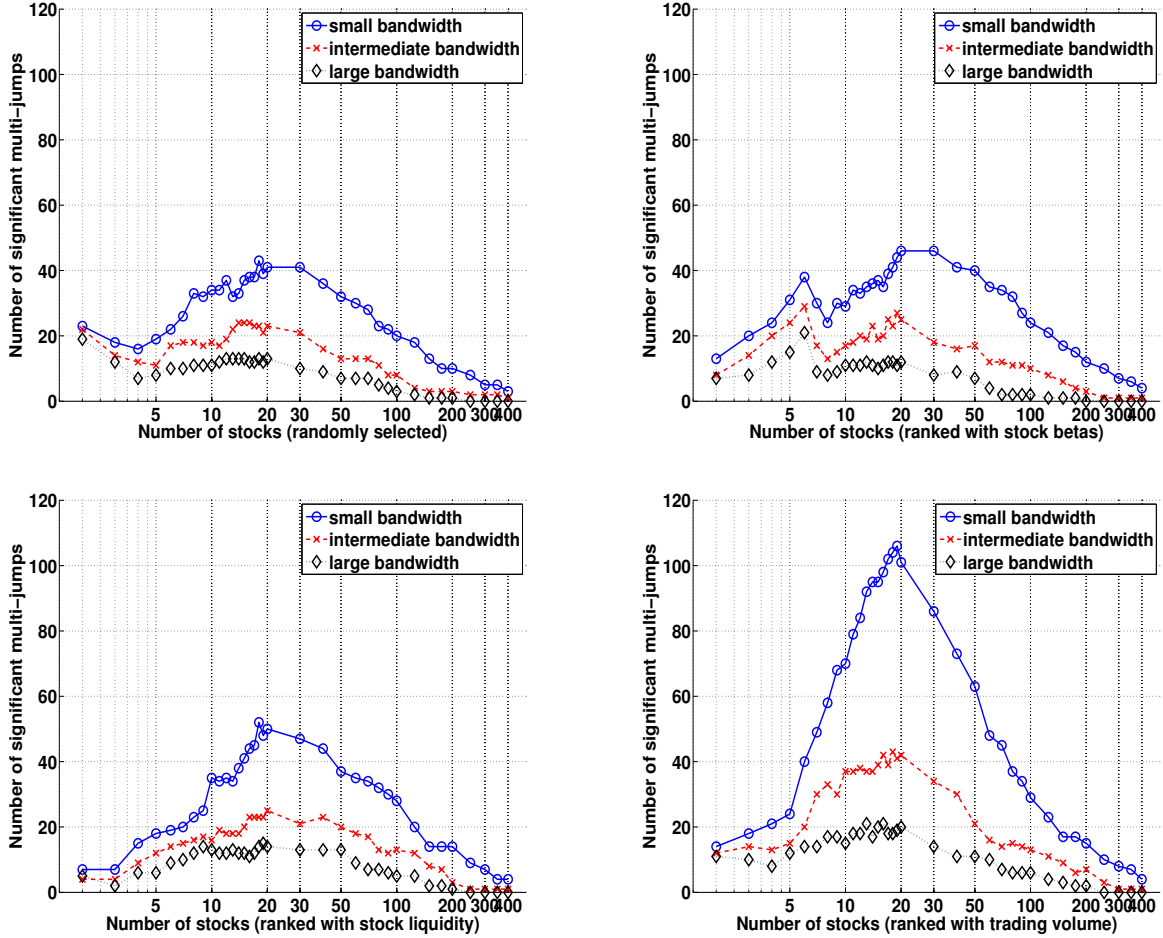 120
100
80
60
40
20
0
Number of significant multi−jumps
small bandwidth
intermediate bandwidth
large bandwidth
5 10 20 30 50 100 200 300 400
Number of stocks (randomly selected)
120
100
80
60
40
20
0
Number of significant multi−jumps
small bandwidth
intermediate bandwidth
large bandwidth
5 10 20 30 50 100 200 300 400
Number of stocks (ranked with stock betas)
120
100
80
60
40
20
0
Number of significant multi−jumps
small bandwidth
intermediate bandwidth
large bandwidth
5 10 20 30 50 100 200 300 400
Number of stocks (ranked with stock liquidity)
120
100
80
60
40
20
0
Number of significant multi−jumps
small bandwidth
intermediate bandwidth
large bandwidth
5 10 20 30 50 100 200 300 400
Number of stocks (ranked with trading volume)